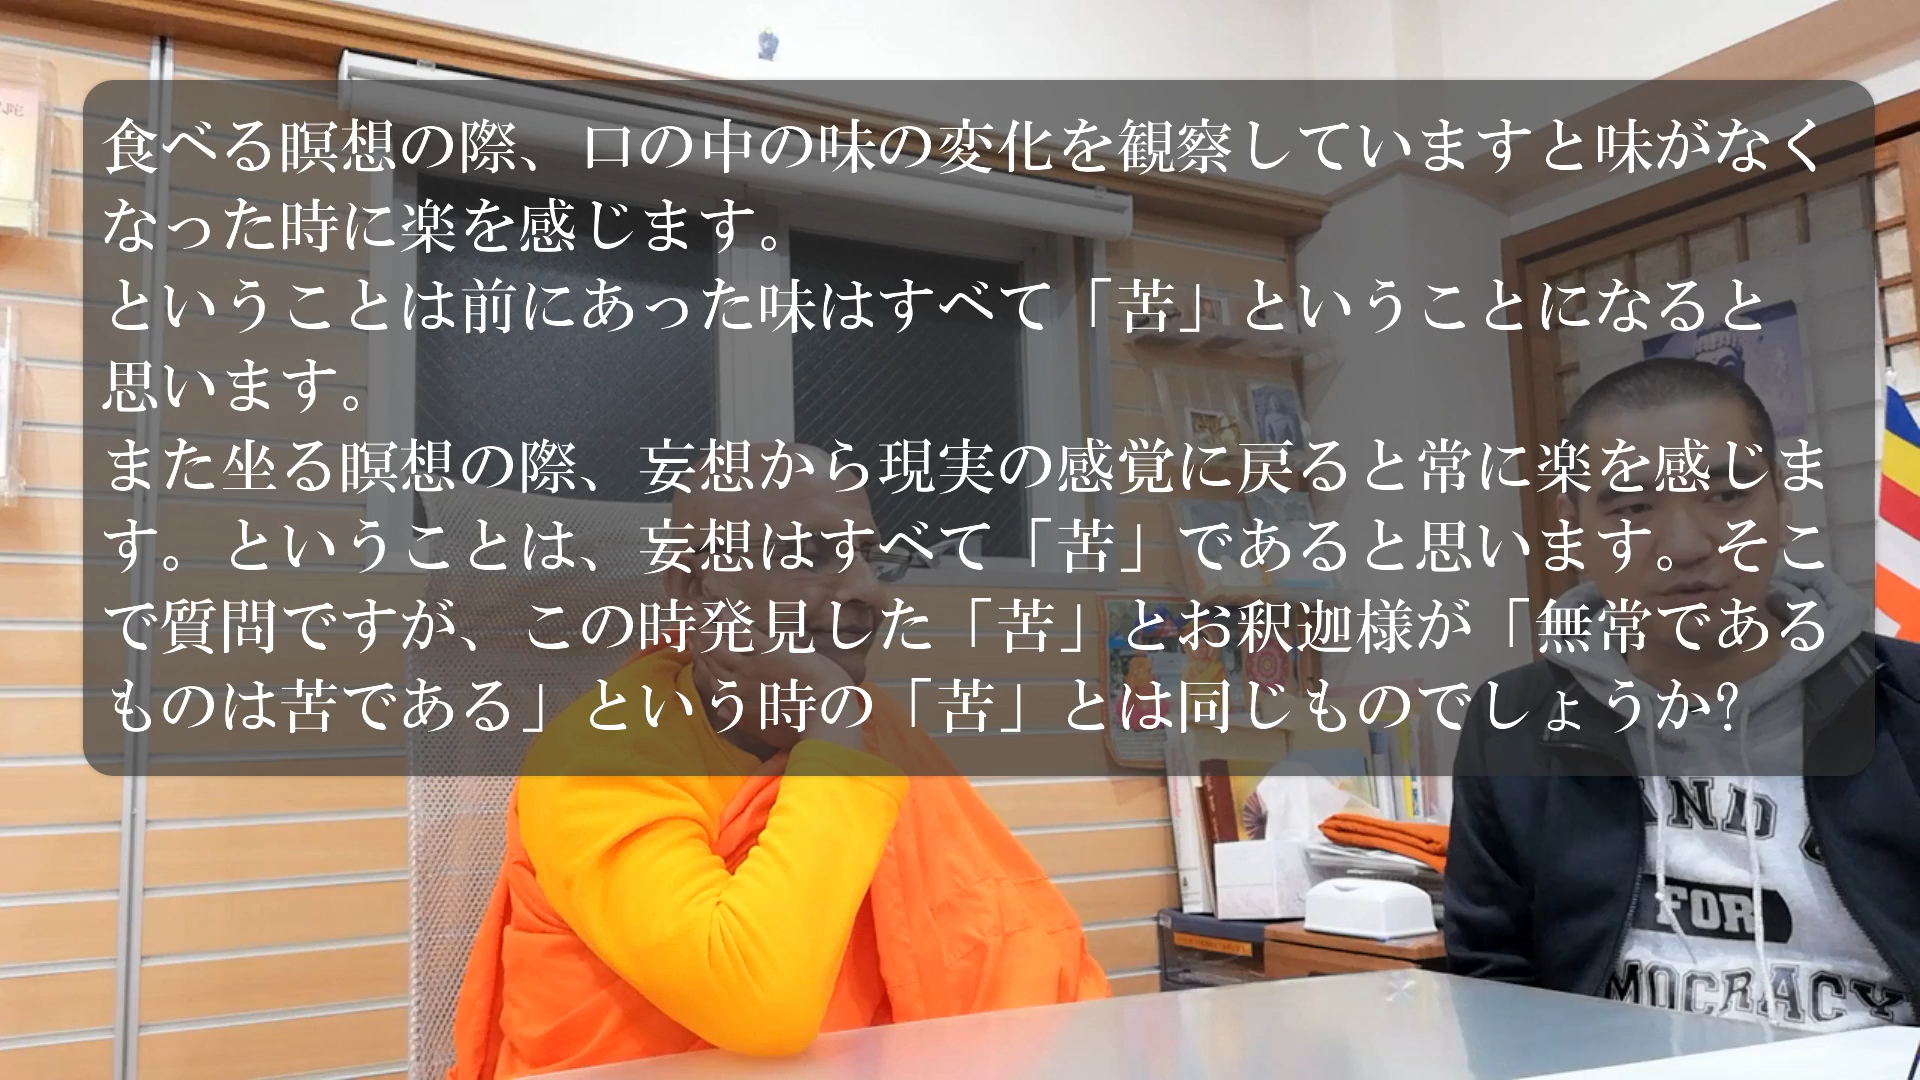 食べる瞑想の際、口の中の味の変化を観察していますと味がなく
なった時に楽を感じます。
ということは前にあった味はすべて「苦」ということになると
思います。
また坐る瞑想の際、妄想から現実の感覚に戻ると常に楽を感じま
す。ということは、妄想はすべて「苦」であると思います。そこ
で質問ですが、この時発見した「苦」とお釈迦様が「無常である
ものは苦である」という時の「苦」とは同じものでしょうか?
AND
FOR
MOCRACY